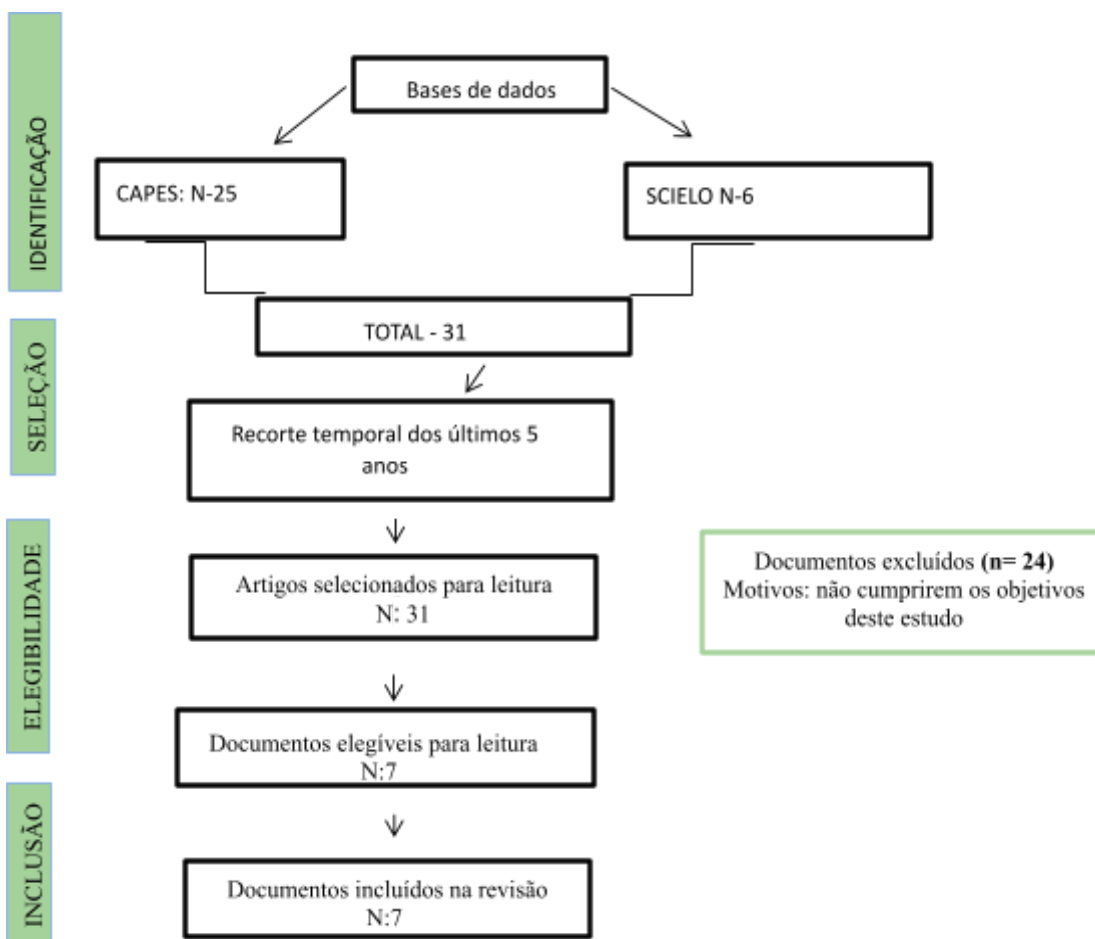 IDENTIFICAÇÃO
Bases de dados
CAPES: N-25
SCIELO N-6
TOTAL - 31
SELEÇÃO
Recorte temporal dos últimos 5
anos
ELEGIBILIDADE
Artigos selecionados para leitura
N: 31
Documentos excluídos (n= 24)
Motivos: não cumprirem os objetivos
deste estudo
Documentos elegíveis para leitura
N:7
INCLUSÃO
Documentos incluídos na revisão
N:7